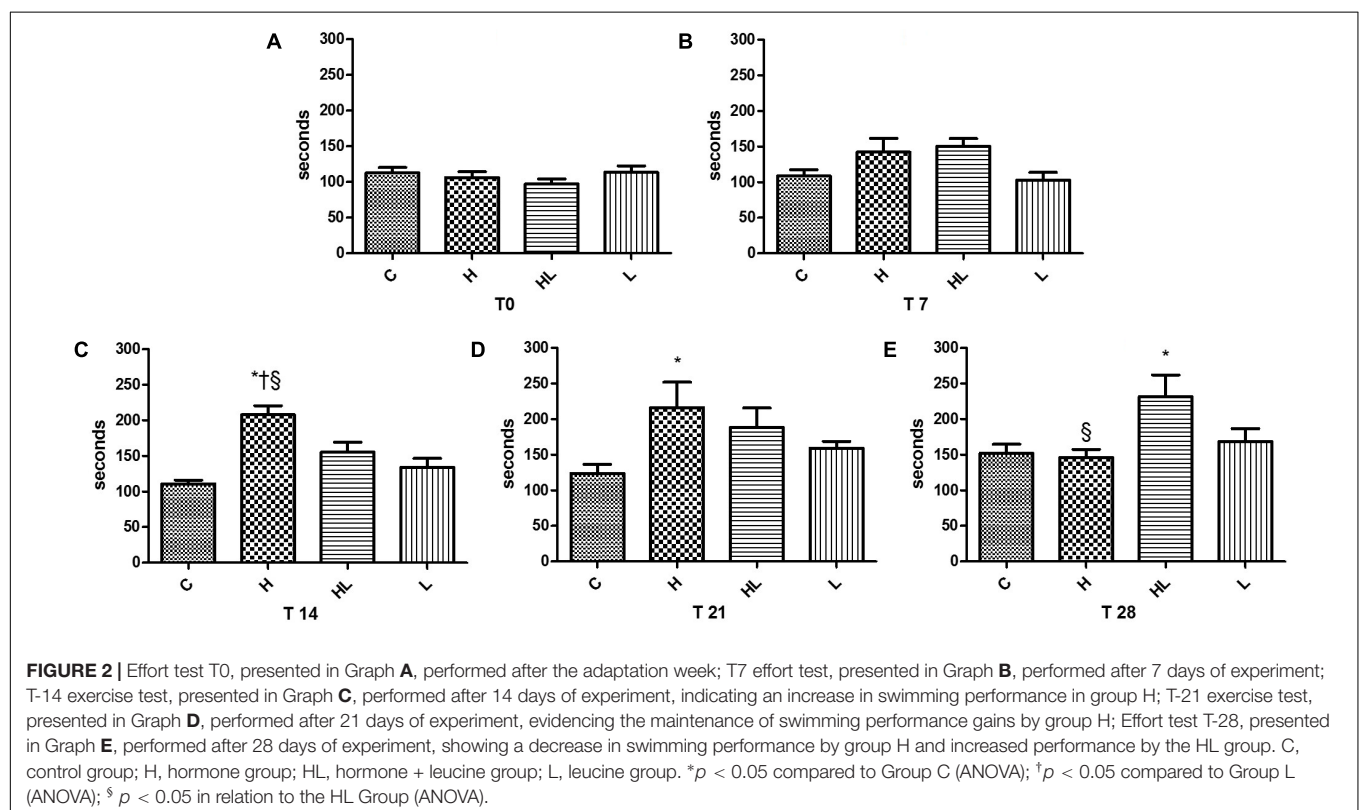 A
300
250
200
150
100
50
0
seconds
C
H
HL
L
T0
B
300
250
200
150
100
50
0
seconds
C
H
HL
L
T 7
C
300
250
200
150
100
50
0
seconds
*†§
C
H
HL
L
T 14
D
300
250
200
150
100
50
0
seconds
*
C
H
HL
L
T 21
E
300
250
200
150
100
50
0
seconds
§
*
C
H
HL
L
T 28
FIGURE 2 | Effort test T0, presented in Graph A, performed after the adaptation week; T7 effort test, presented in Graph B, performed after 7 days of experiment;
T-14 exercise test, presented in Graph C, performed after 14 days of experiment, indicating an increase in swimming performance in group H; T-21 exercise test,
presented in Graph D, performed after 21 days of experiment, evidencing the maintenance of swimming performance gains by group H; Effort test T-28, presented
in Graph E, performed after 28 days of experiment, showing a decrease in swimming performance by group H and increased performance by the HL group. C,
control group; H, hormone group; HL, hormone + leucine group; L, leucine group. *p < 0.05 compared to Group C (ANOVA); †p < 0.05 compared to Group L
(ANOVA); § p < 0.05 in relation to the HL Group (ANOVA).